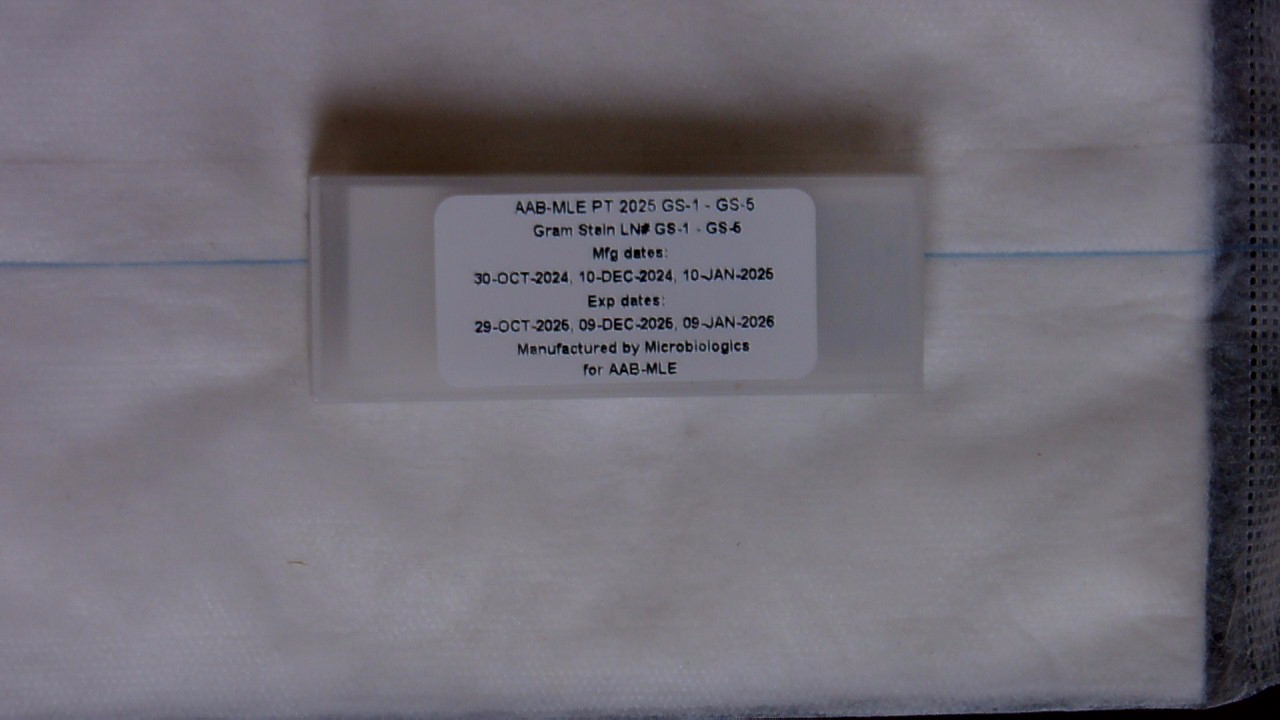 AAB-MLE PT 2025 GS-1 - GS-5
Gram Stain LN# GS-1 - GS-5
Mfg dates:
30-OCT-2024, 10-DEC-2024, 10-JAN-2025
Exp dates:
29-OCT-2025, 09-DEC-2025, 09-JAN-2026
Manufactured by Microbiologics
for AAB-MLE